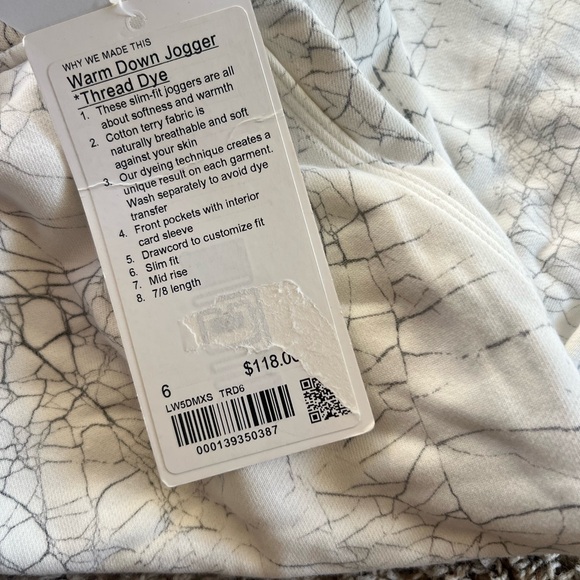 WHY WE MADE THIS
Warm Down Jogger
*Thread Dye
1. These slim-fit joggers are all
about softness and warmth
2. Cotton terry fabric is
naturally breathable and soft
against your skin
3. Our dyeing technique creates a
unique result on each garment.
Wash separately to avoid dye
transfer
4. Front pockets with interior
card sleeve
5. Drawcord to customize fit
6. Slim fit
7. Mid rise
8. 7/8 length
6 $118.00
LW5DMXS TRD6
000139350387